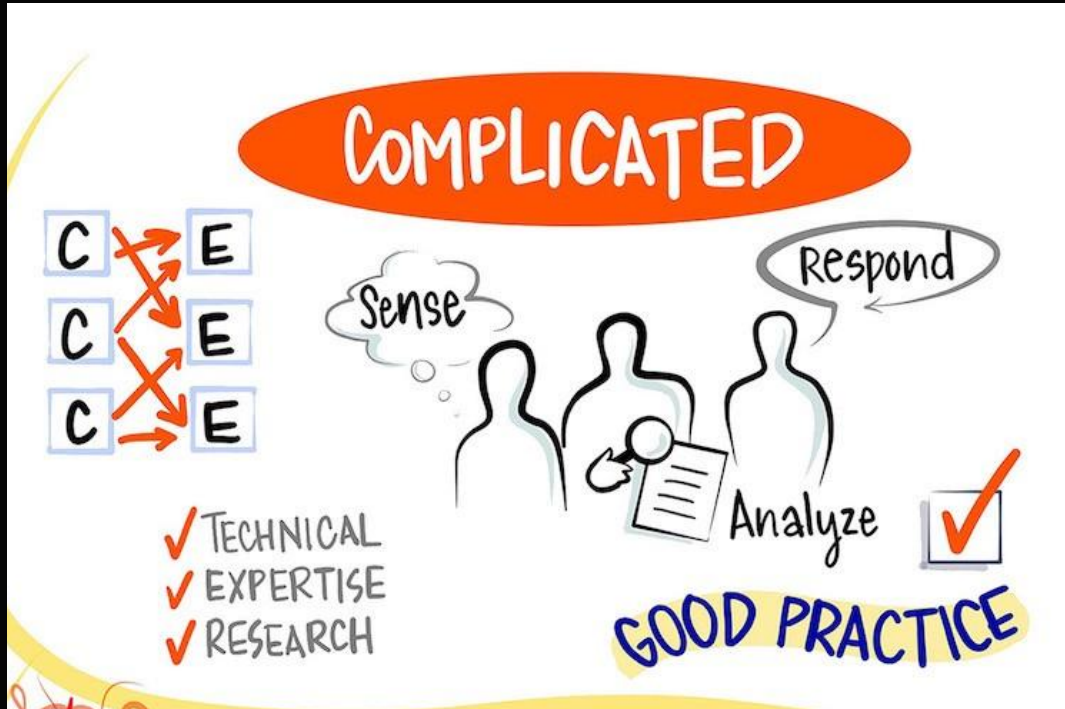 COMPLICATED
C E
C E
C E
Sense
Respond
Analyze
TECHNICAL
EXPERTISE
RESEARCH
GOOD PRACTICE